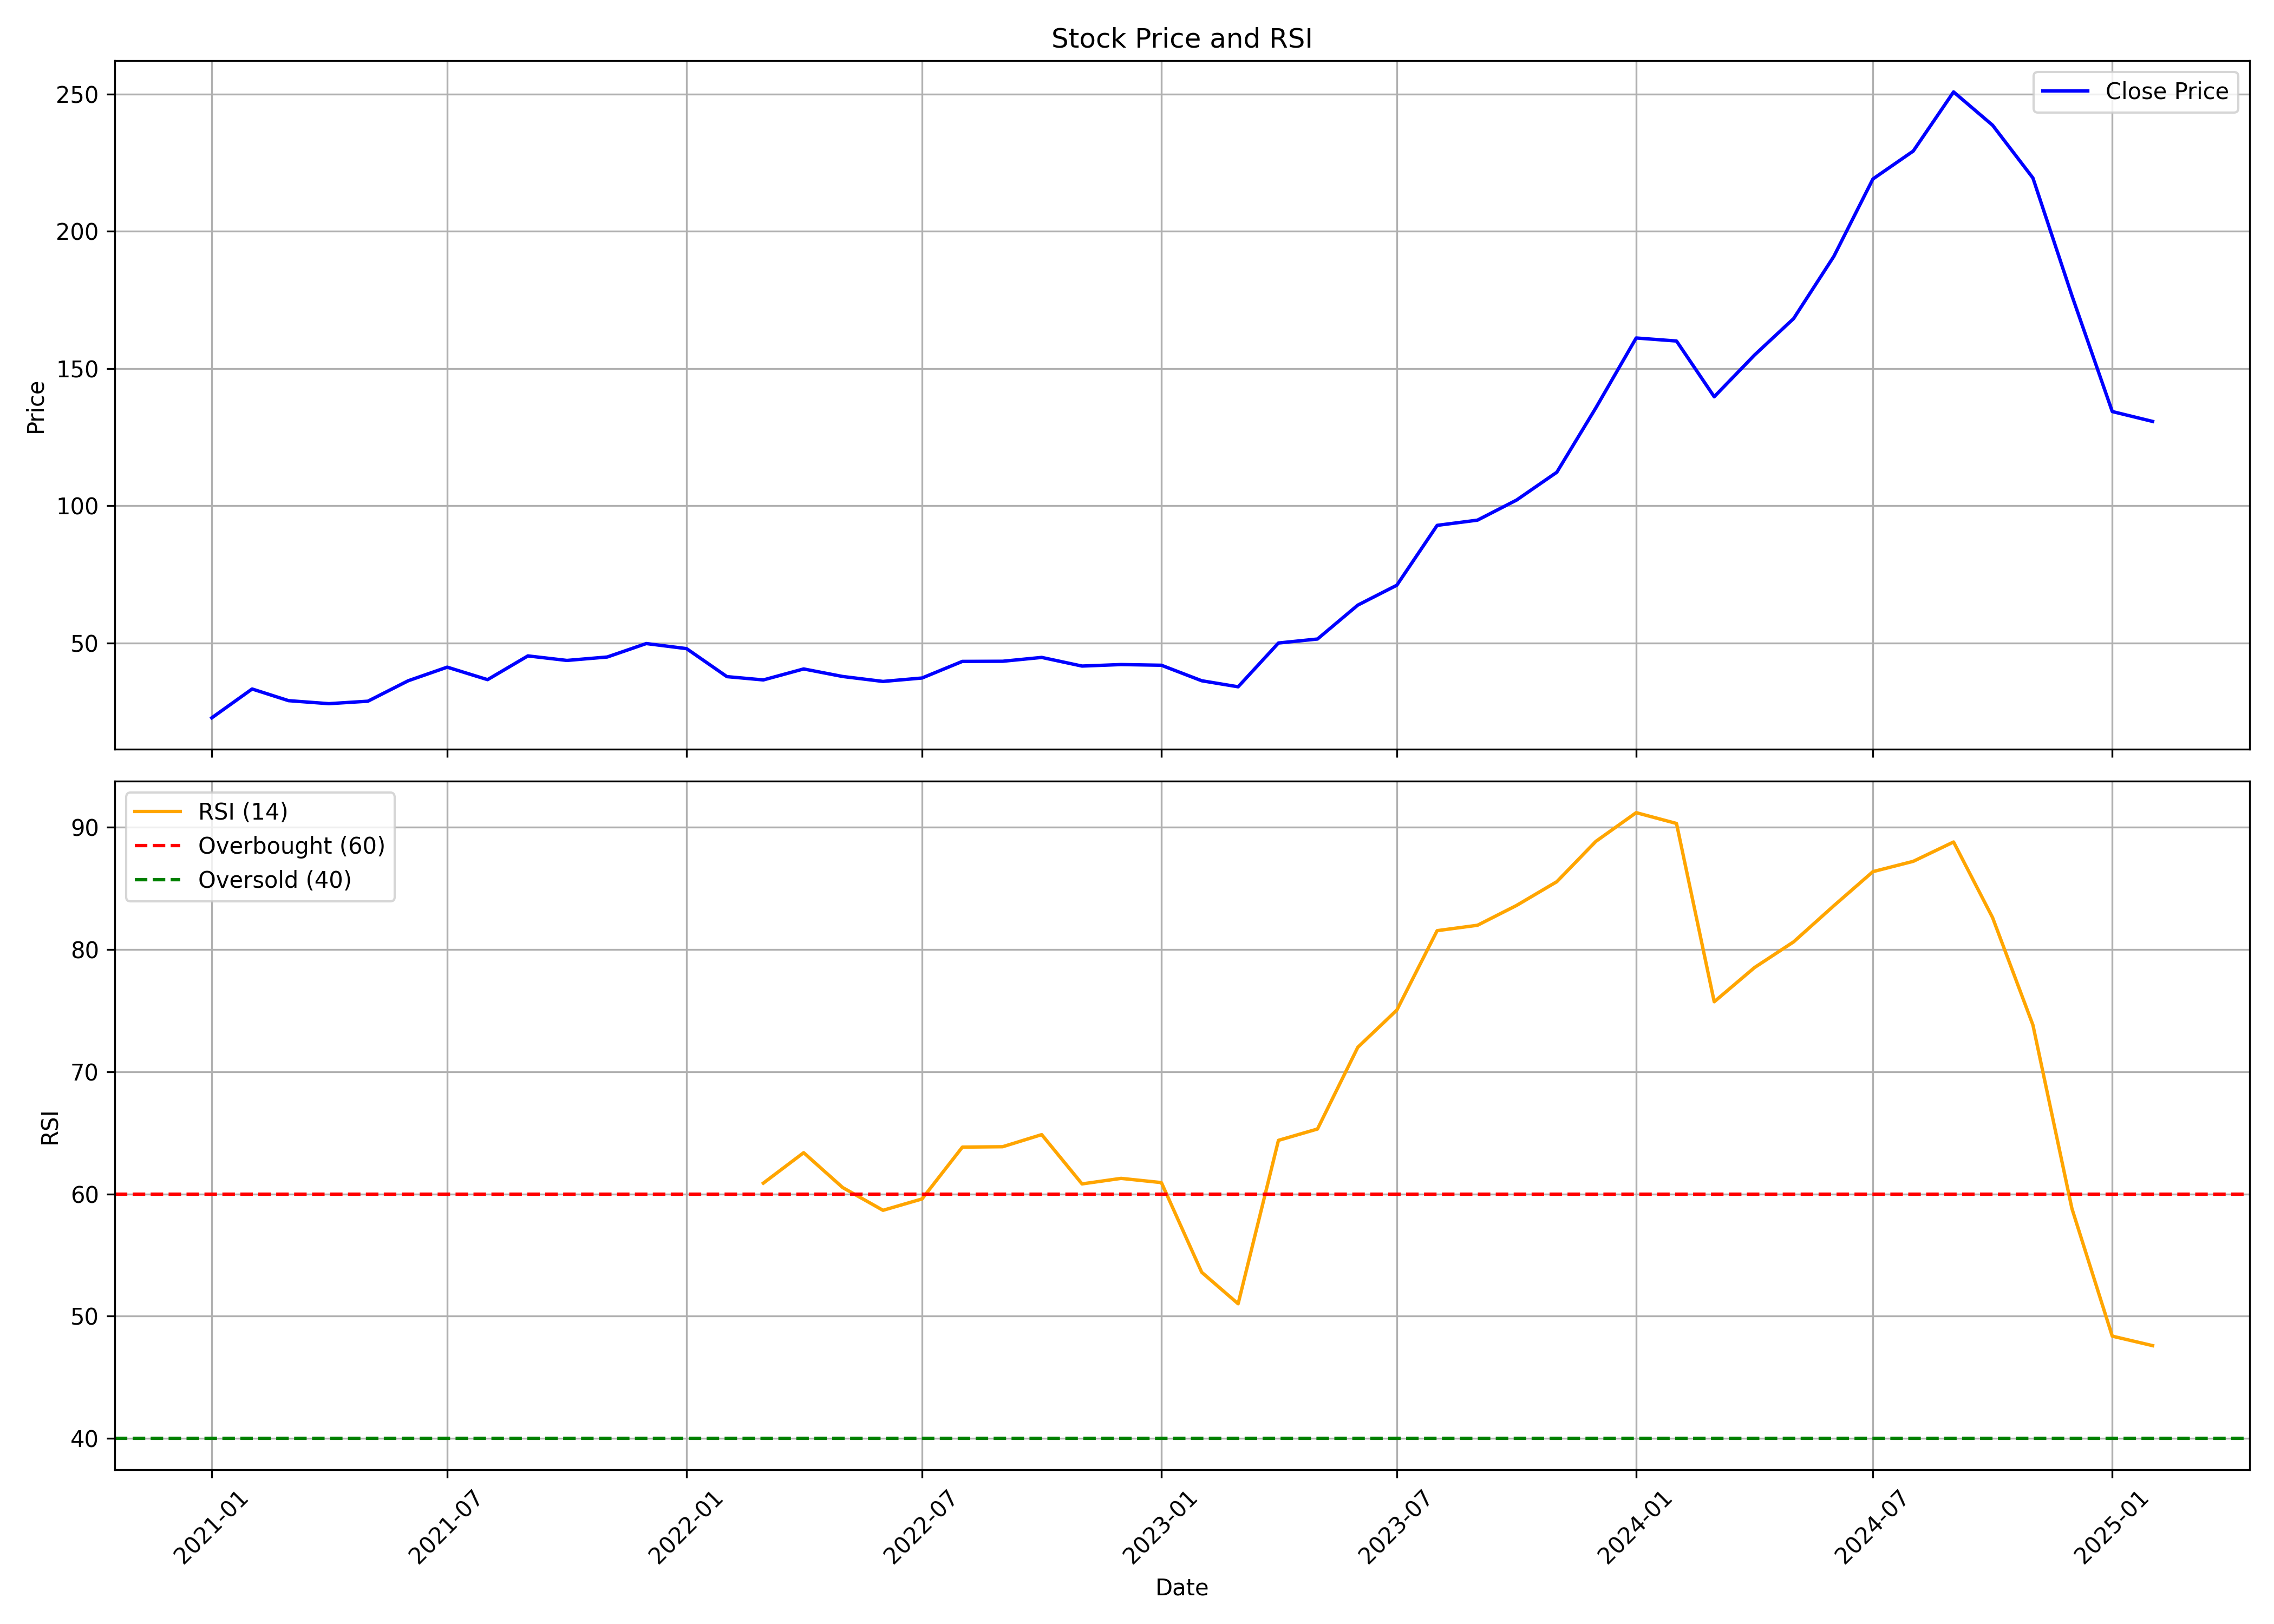 Stock Price and RSI
250
200
150
100
50
Price
Close Price
90
80
70
60
50
40
RSI
RSI (14)
Overbought (60)
Oversold (40)
2021-01
2021-07
2022-01
2022-07
2023-01
2023-07
2024-01
2024-07
2025-01
Date